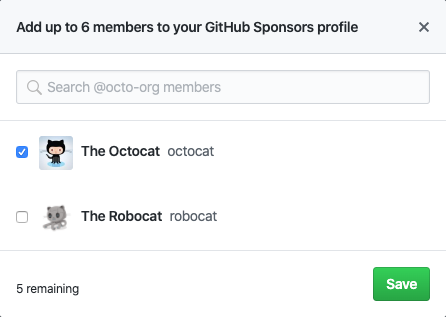 Add up to 6 members to your GitHub Sponsors profile
Search @octo-org members
The Octocat octocat
The Robocat robocat
5 remaining
Save